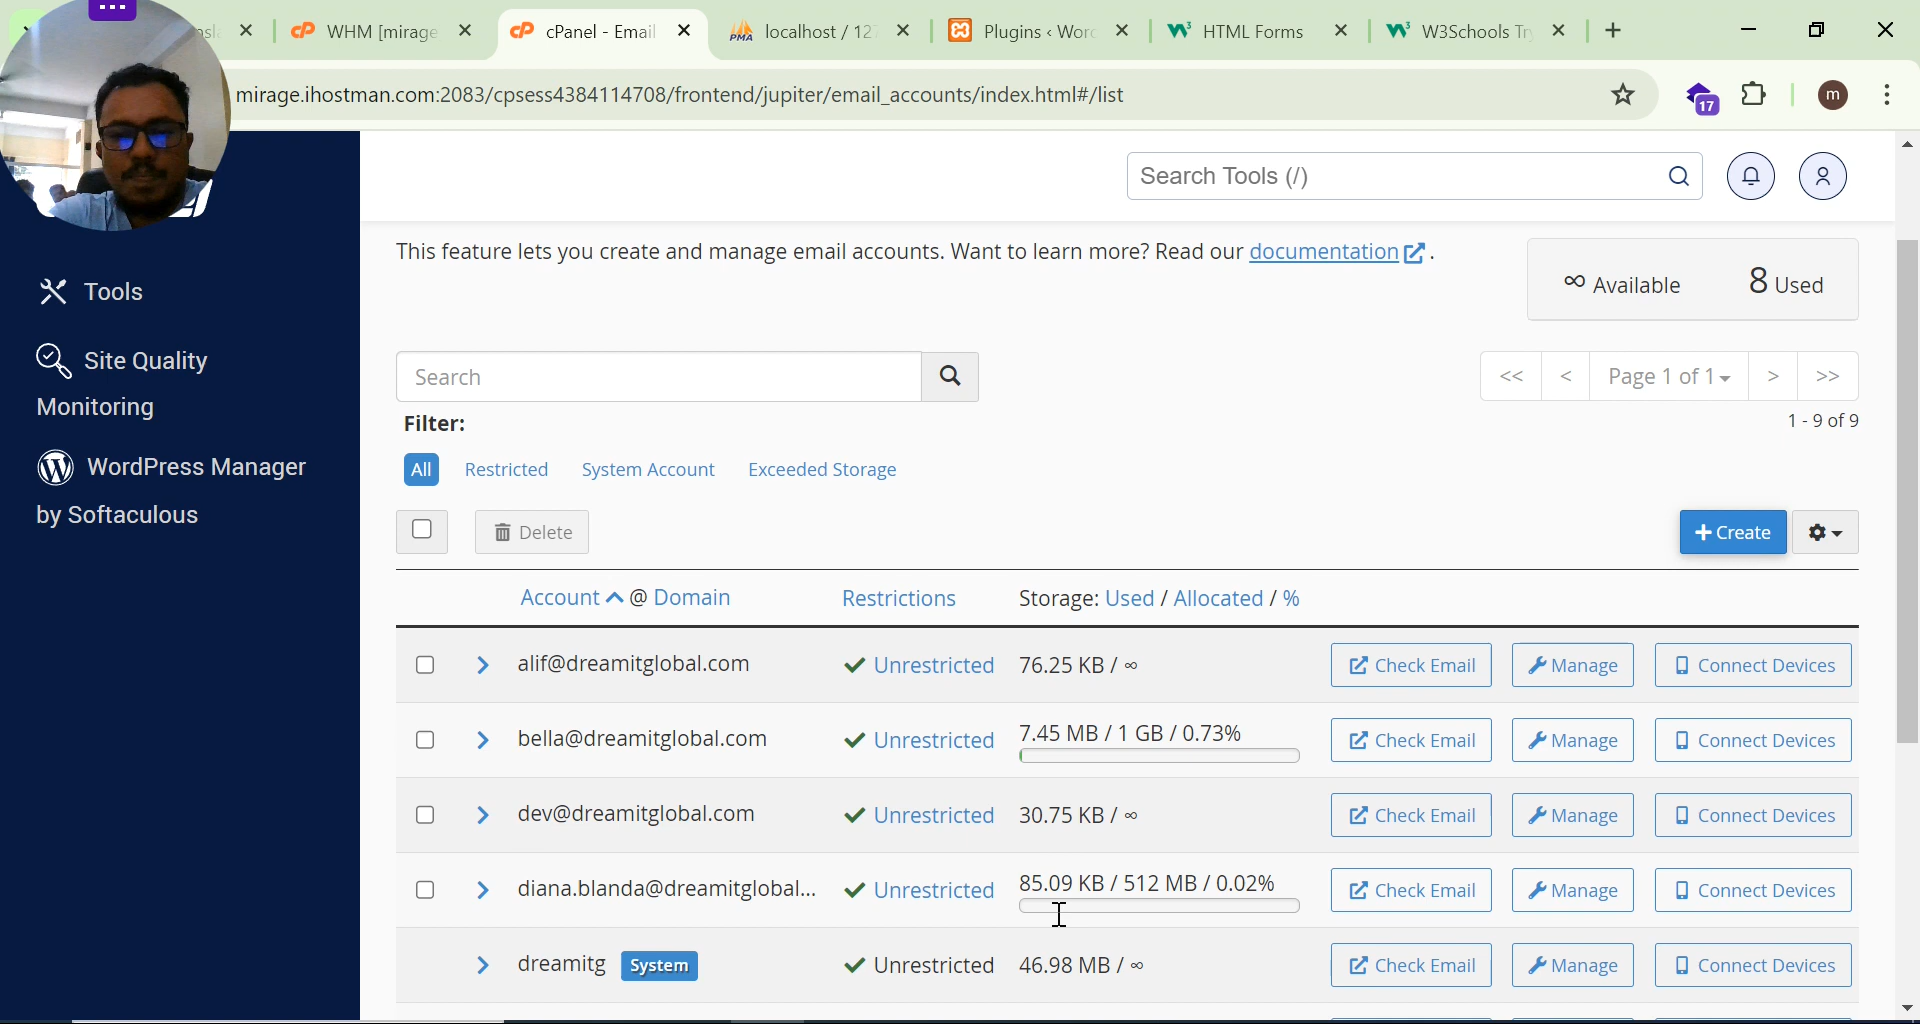 WHM [mirage
cPanel - Email
localhost / 127
Plugins ‹ Wor
HTML Forms
W3Schools Tr
mirage.ihostman.com:2083/cpsess4384114708/frontend/jupiter/email_accounts/index.html#/list
17
m
Search Tools (/)
Tools
Site Quality
Monitoring
WordPress Manager
by Softaculous
This feature lets you create and manage email accounts. Want to learn more? Read our documentation .
∞ Available 8 Used
Search
<< < Page 1 of 1 > >>
1 - 9 of 9
Filter:
All Restricted System Account Exceeded Storage
Delete
+ Create
Account @ Domain Restrictions Storage: Used / Allocated / %
alif@dreamitglobal.com Unrestricted 76.25 KB / ∞ Check Email Manage Connect Devices
bella@dreamitglobal.com Unrestricted 7.45 MB / 1 GB / 0.73% Check Email Manage Connect Devices
dev@dreamitglobal.com Unrestricted 30.75 KB / ∞ Check Email Manage Connect Devices
diana.blanda@dreamitglobal... Unrestricted 85.09 KB / 512 MB / 0.02% Check Email Manage Connect Devices
dreamitg System Unrestricted 46.98 MB / ∞ Check Email Manage Connect Devices